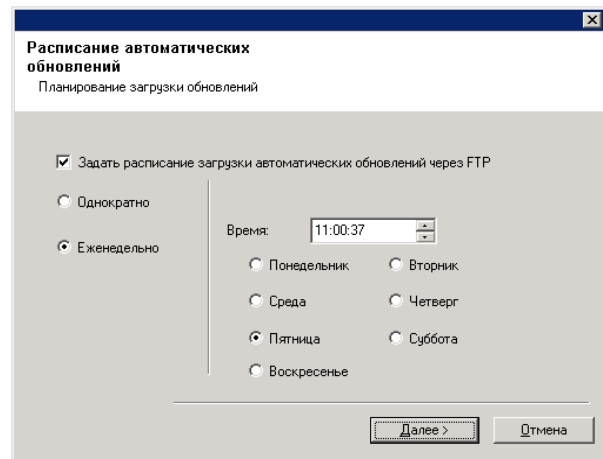 Расписание автоматических
обновлений
Планирование загрузки обновлений
Задать расписание загрузки автоматических обновлений через FTP
Однократно
Еженедельно
Время: 11:00:37
Понедельник Вторник
Среда Четверг
Пятница Суббота
Воскресенье
Далее > Отмена